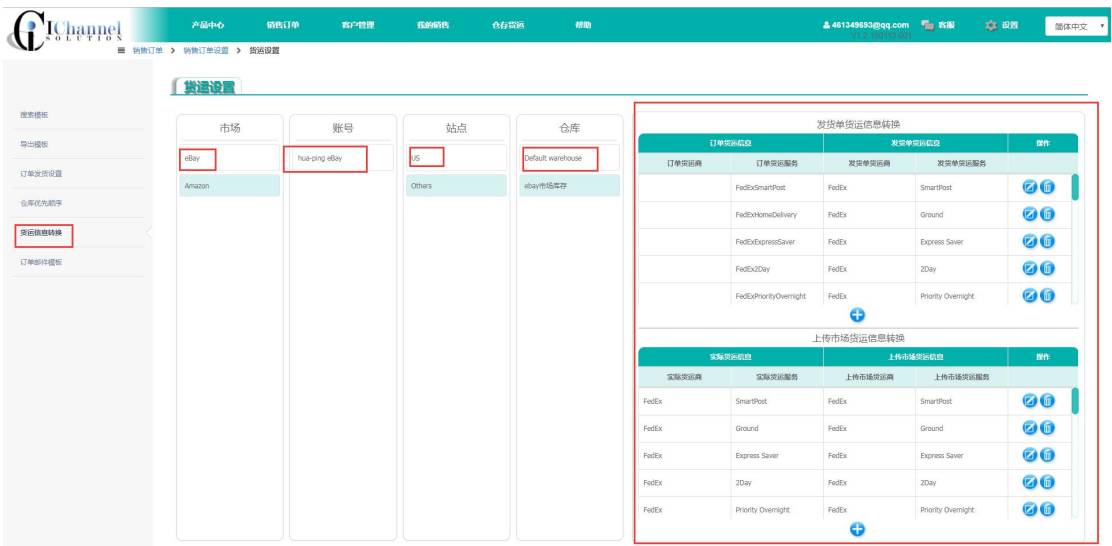 IChannel
SOLUTION
产品中心 销售订单 客户管理 我的销售 仓存货运 帮助
461349693@qq.com 客服 设置 简体中文
V1.2.180113.001
销售订单 > 销售订单设置 > 货运设置
货运设置
搜索模板
导出模板
订单发货设置
仓库优先顺序
货运信息转换
订单邮件模板
市场
eBay
Amazon
账号
hua-ping eBay
站点
US
Others
仓库
Default warehouse
ebay市场库存
发货单货运信息转换
订单货运信息 发货单货运信息 操作
订单货运商 订单货运服务 发货单货运商 发货单货运服务
FedExSmartPost FedEx SmartPost
FedExHomeDelivery FedEx Ground
FedExExpressSaver FedEx Express Saver
FedEx2Day FedEx 2Day
FedExPriorityOvernight FedEx Priority Overnight
上传市场货运信息转换
实际货运信息 上传市场货运信息 操作
实际货运商 实际货运服务 上传市场货运商 上传市场货运服务
FedEx SmartPost FedEx SmartPost
FedEx Ground FedEx Ground
FedEx Express Saver FedEx Express Saver
FedEx 2Day FedEx 2Day
FedEx Priority Overnight FedEx Priority Overnight